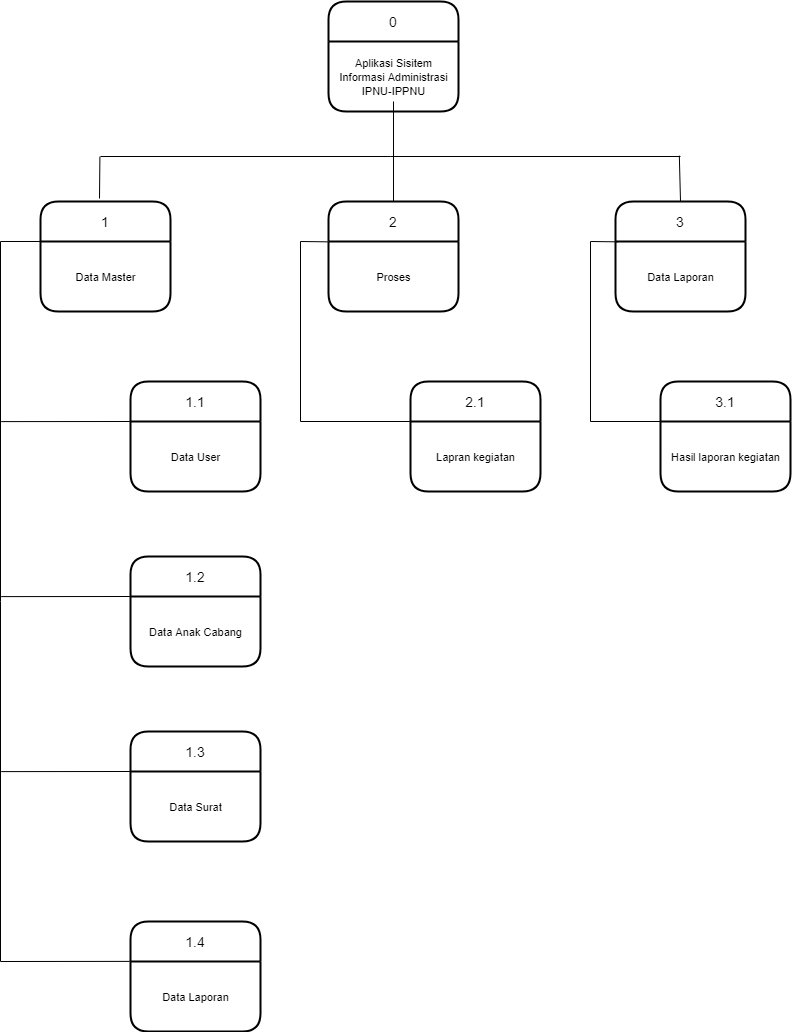 0
Aplikasi Sisitem
Informasi Administrasi
IPNU-IPPNU
1
Data Master
2
Proses
3
Data Laporan
1.1
Data User
2.1
Lapran kegiatan
3.1
Hasil laporan kegiatan
1.2
Data Anak Cabang
1.3
Data Surat
1.4
Data Laporan